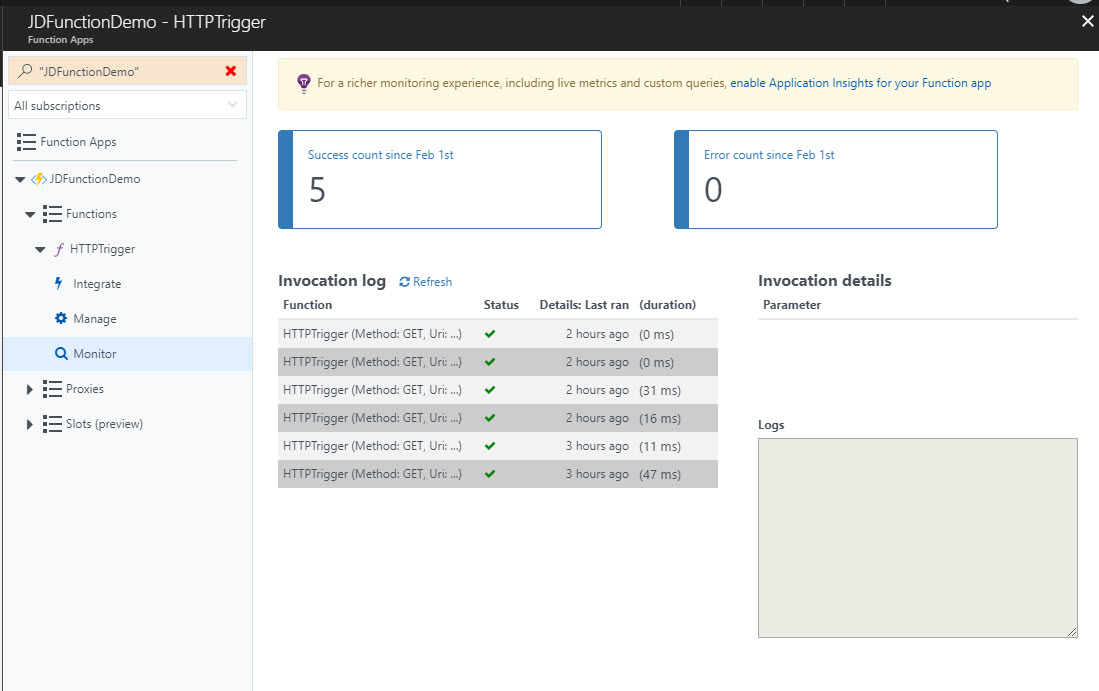 JDFunctionDemo - HTTPTrigger
Function Apps
"JDFunctionDemo"
All subscriptions
Function Apps
JDFunctionDemo
Functions
HTTPTrigger
Integrate
Manage
Monitor
Proxies
Slots (preview)
For a richer monitoring experience, including live metrics and custom queries, enable Application Insights for your Function app
Success count since Feb 1st
5
Error count since Feb 1st
0
Invocation log Refresh
Function Status Details: Last ran (duration)
HTTPTrigger (Method: GET, Uri: ...) 2 hours ago (0 ms)
HTTPTrigger (Method: GET, Uri: ...) 2 hours ago (0 ms)
HTTPTrigger (Method: GET, Uri: ...) 2 hours ago (31 ms)
HTTPTrigger (Method: GET, Uri: ...) 2 hours ago (16 ms)
HTTPTrigger (Method: GET, Uri: ...) 3 hours ago (11 ms)
HTTPTrigger (Method: GET, Uri: ...) 3 hours ago (47 ms)
Invocation details
Parameter
Logs